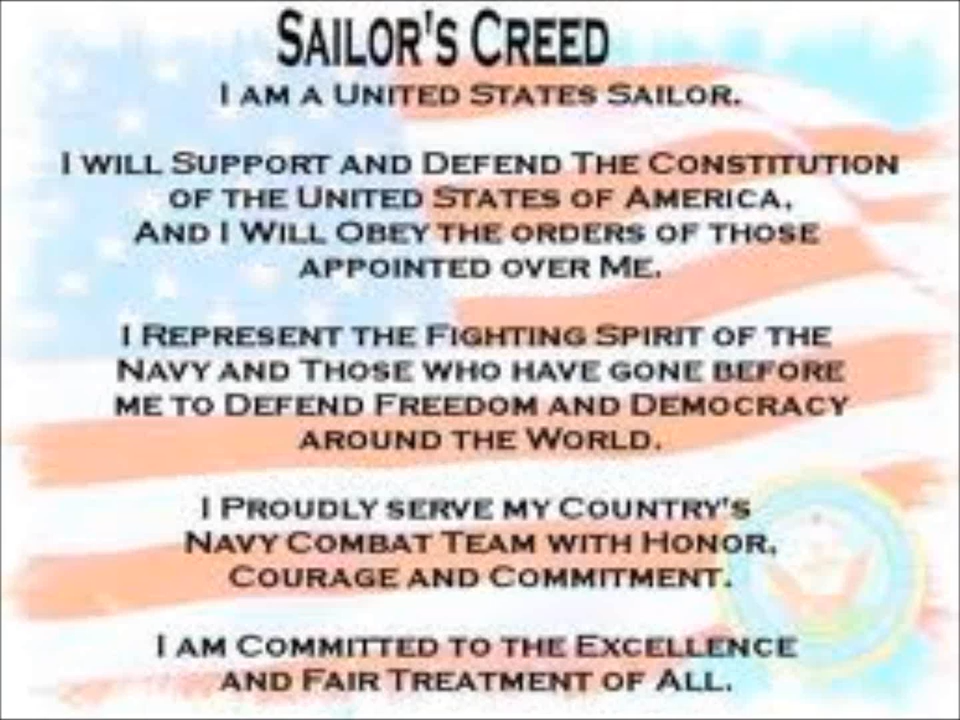 SAILOR'S CREED
I AM A UNITED STATES SAILOR.
I WILL SUPPORT AND DEFEND THE CONSTITUTION
OF THE UNITED STATES OF AMERICA,
AND I WILL OBEY THE ORDERS OF THOSE
APPOINTED OVER ME.
I REPRESENT THE FIGHTING SPIRIT OF THE
NAVY AND THOSE WHO HAVE GONE BEFORE
ME TO DEFEND FREEDOM AND DEMOCRACY
AROUND THE WORLD.
I PROUDLY SERVE MY COUNTRY'S
NAVY COMBAT TEAM WITH HONOR,
COURAGE AND COMMITMENT.
I AM COMMITTED TO THE EXCELLENCE
AND FAIR TREATMENT OF ALL.